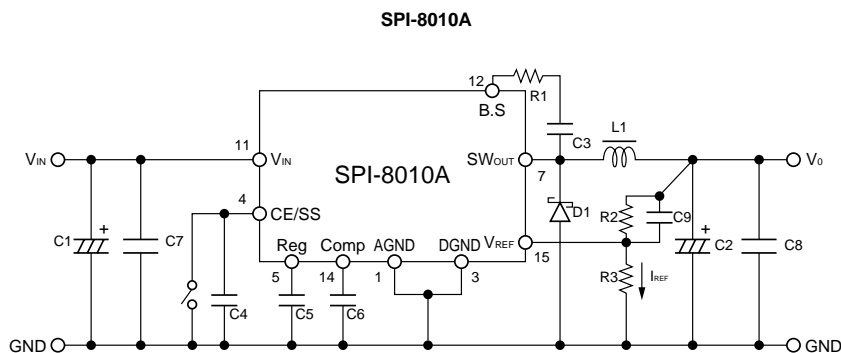 SPI-8010A
12
R1
B.S
C3
L1
VIN
11
VIN
SWOUT
7
VO
SPI-8010A
4
CE/SS
D1
R2
C9
C1
+
C7
+
C2
C8
Reg
Comp
AGND
DGND
VREF
15
5
14
1
3
R3
IREF
C4
C5
C6
GND
GND